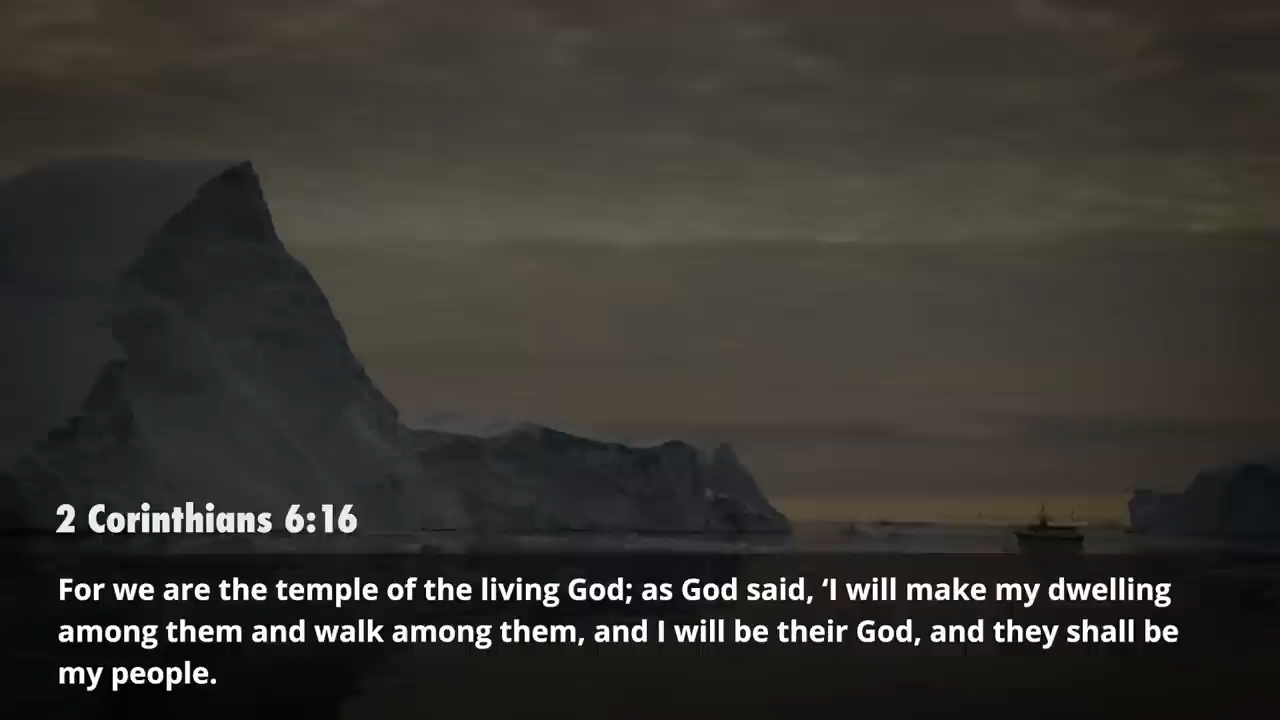 2 Corinthians 6:16
For we are the temple of the living God; as God said, ‘I will make my dwelling
among them and walk among them, and I will be their God, and they shall be
my people.